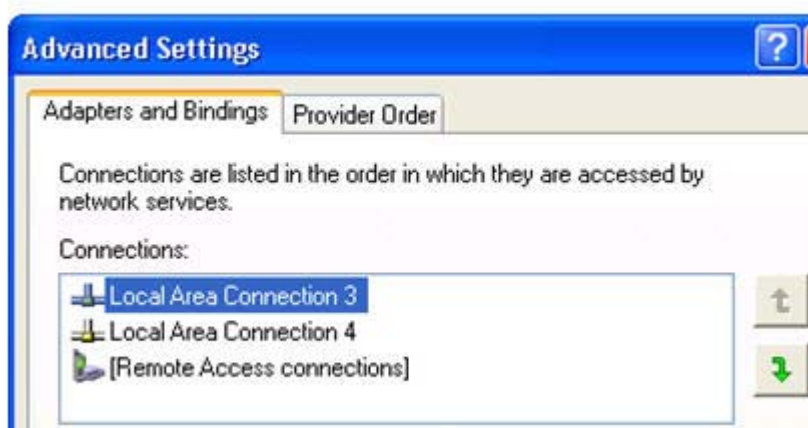 Advanced Settings
?
Adapters and Bindings
Provider Order
Connections are listed in the order in which they are accessed by
network services.
Connections:
Local Area Connection 3
Local Area Connection 4
[Remote Access connections]